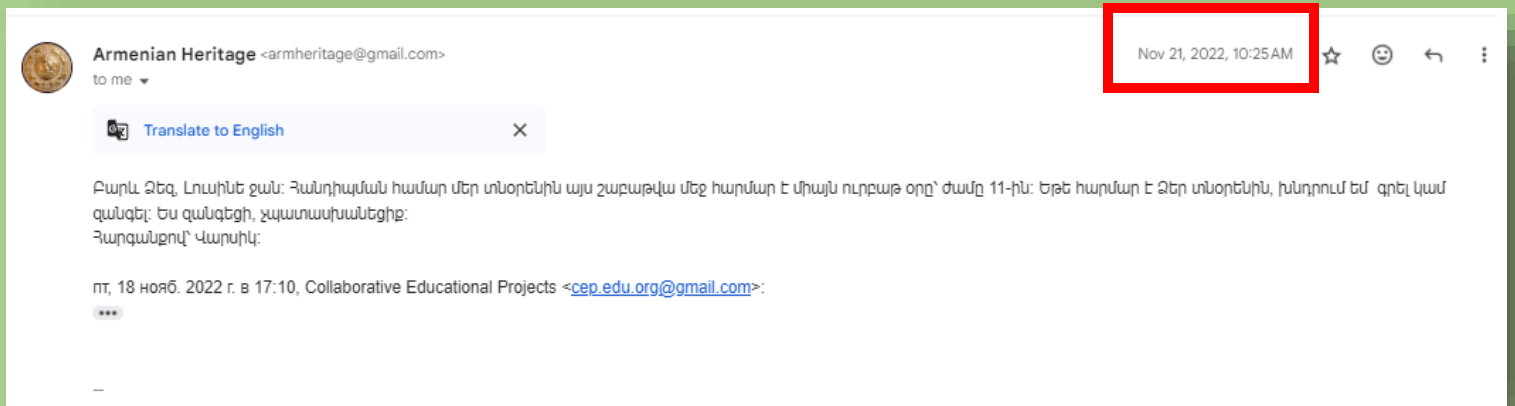 Armenian Heritage <armheritage@gmail.com>
Nov 21, 2022, 10:25 AM
to me
Translate to English
Բարև Ձեզ, Լուսինե ջան: Հանդիպման համար մեր տնօրենին այս շաբաթվա մեջ հարմար է միայն ուրբաթ օրը՝ ժամը 11-ին: Եթե հարմար է Ձեր տնօրենին, խնդրում եմ գրել կամ
զանգել: Ես զանգեցի, չպատասխանեցիք:
Հարգանքով՝ Վարսիկ:
пт, 18 нояб. 2022 г. в 17:10, Collaborative Educational Projects <cep.edu.org@gmail.com>:
--